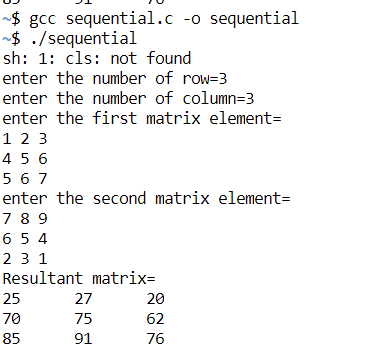 ~$ gcc sequential.c -o sequential
~$ ./sequential
sh: 1: cls: not found
enter the number of row=3
enter the number of column=3
enter the first matrix element=
1 2 3
4 5 6
5 6 7
enter the second matrix element=
7 8 9
6 5 4
2 3 1
Resultant matrix=
25 27 20
70 75 62
85 91 76